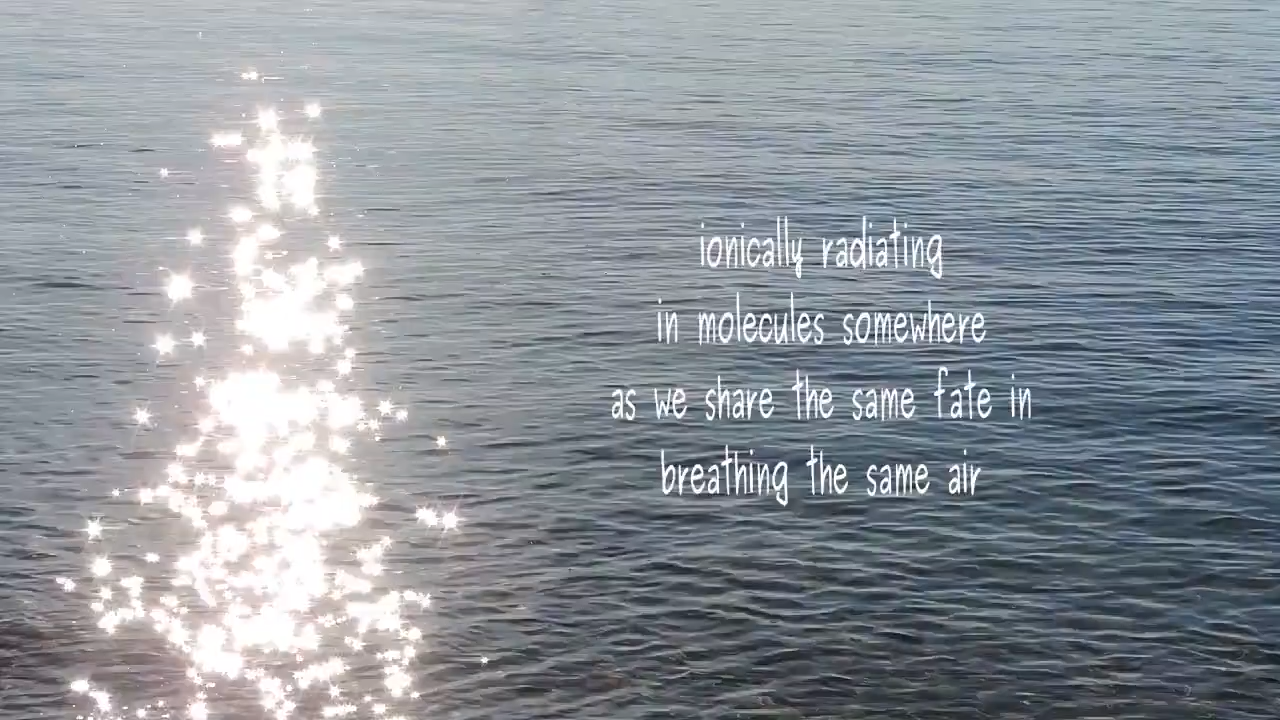 ionically radiating
in molecules somewhere
as we share the same fate in
breathing the same air